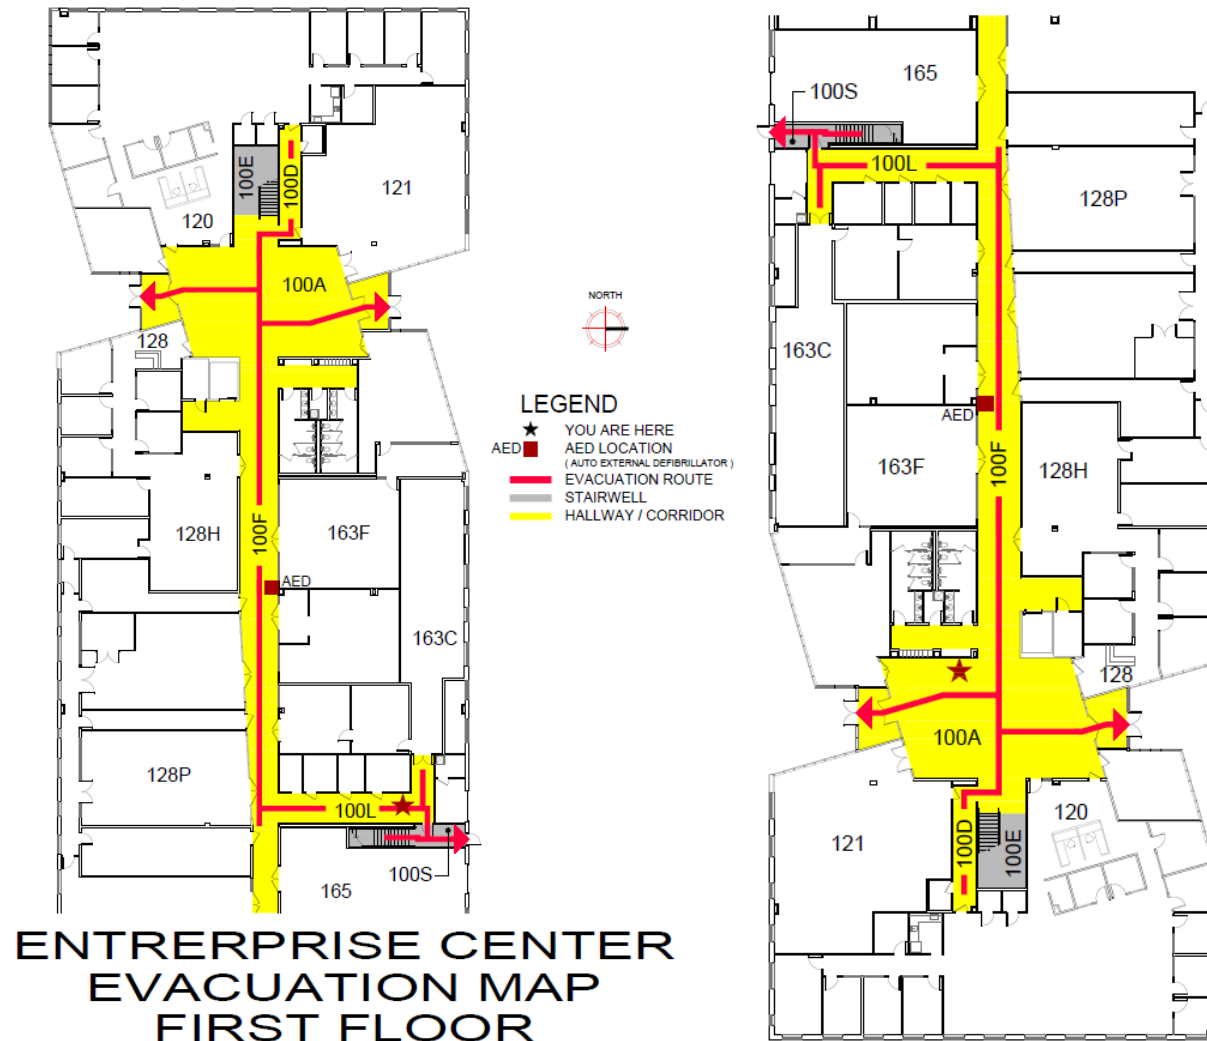 100E
100D
121
120
100A
128
128H
100F
163F
AED
163C
128P
100L
165
100S
ENTRERPRISE CENTER
EVACUATION MAP
FIRST FLOOR
NORTH
LEGEND
YOU ARE HERE
AED
AED LOCATION
( AUTO EXTERNAL DEFIBRILLATOR )
EVACUATION ROUTE
STAIRWELL
HALLWAY / CORRIDOR
165
100S
100L
128P
163C
AED
163F
100F
128H
128
100A
121
100D
100E
120